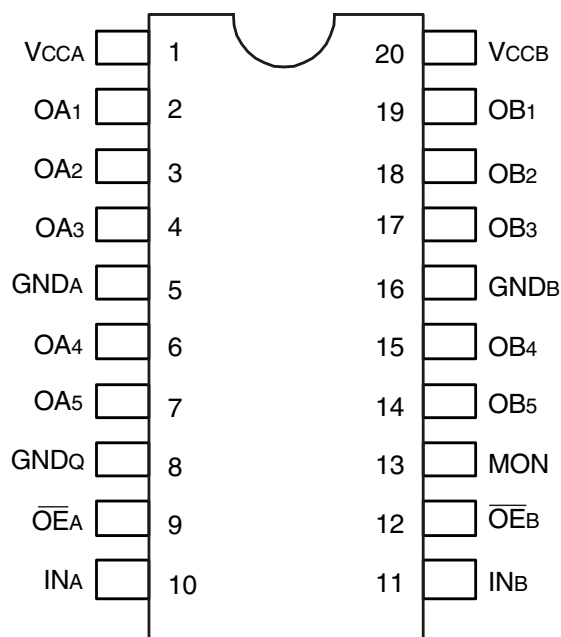 VCCA 1 20 VCCB
OA1 2 19 OB1
OA2 3 18 OB2
OA3 4 17 OB3
GNDA 5 16 GNDB
OA4 6 15 OB4
OA5 7 14 OB5
GNDQ 8 13 MON
O̅E̅A 9 12 O̅E̅B
INA 10 11 INB